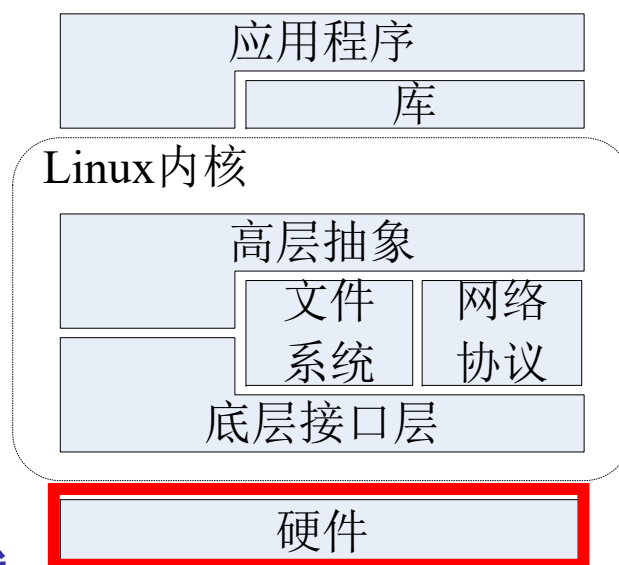 应用程序
库
Linux内核
高层抽象
文件 网络
系统 协议
底层接口层
硬件